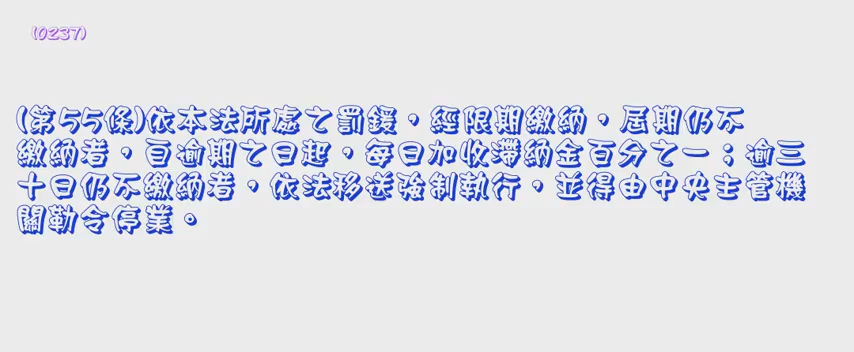 (0237)
(第55條)依本法所處之罰鍰，經限期繳納，屆期仍不
繳納者，自逾期之日起，每日加收滯納金百分之一；逾三
十日仍不繳納者，依法移送強制執行，並得由中央主管機
關勒令停業。